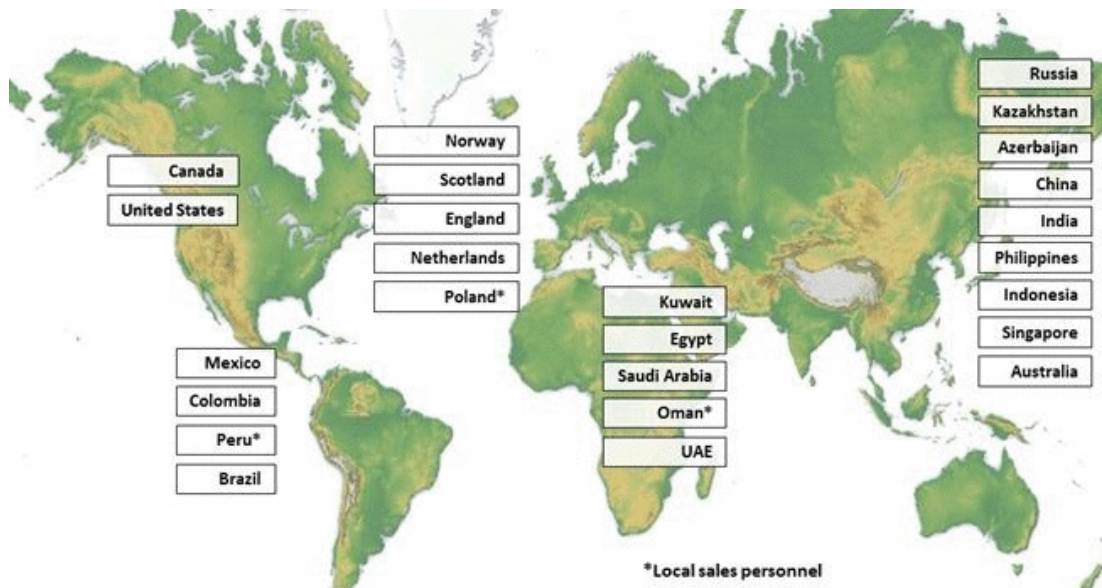 Canada
United States
Mexico
Colombia
Peru*
Brazil
Norway
Scotland
England
Netherlands
Poland*
Kuwait
Egypt
Saudi Arabia
Oman*
UAE
Russia
Kazakhstan
Azerbaijan
China
India
Philippines
Indonesia
Singapore
Australia
*Local sales personnel